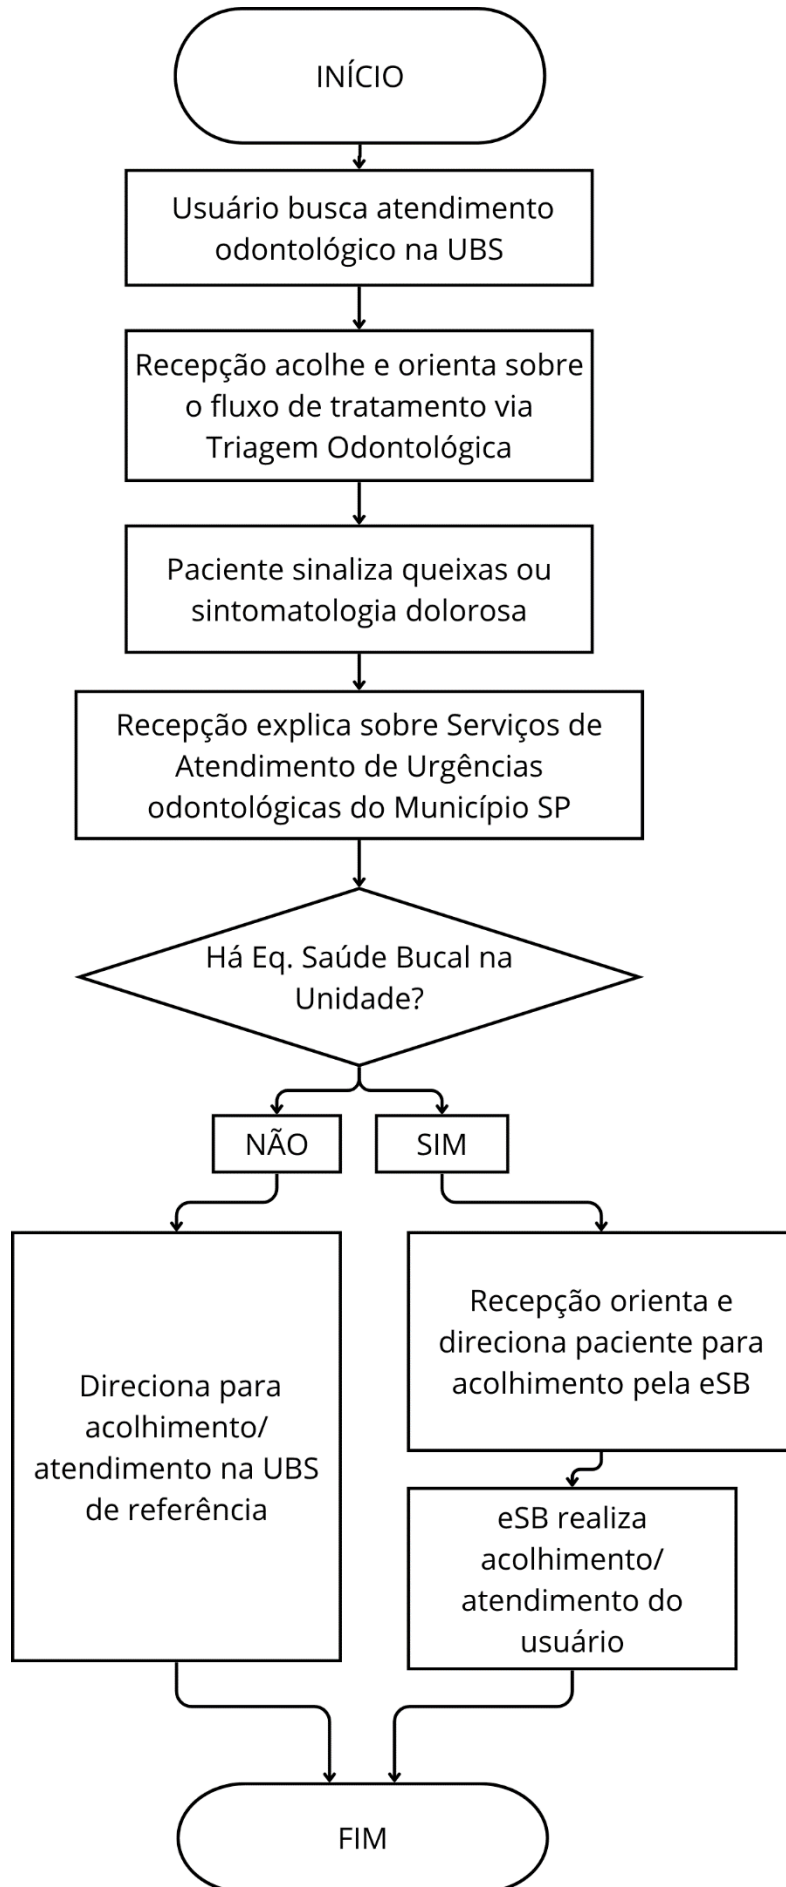 INÍCIO
Usuário busca atendimento
odontológico na UBS
Recepção acolhe e orienta sobre
o fluxo de tratamento via
Triagem Odontológica
Paciente sinaliza queixas ou
sintomatologia dolorosa
Recepção explica sobre Serviços de
Atendimento de Urgências
odontológicas do Município SP
Há Eq. Saúde Bucal na
Unidade?
NÃO
SIM
Direciona para
acolhimento/
atendimento na UBS
de referência
Recepção orienta e
direciona paciente para
acolhimento pela eSB
eSB realiza
acolhimento/
atendimento do
usuário
FIM